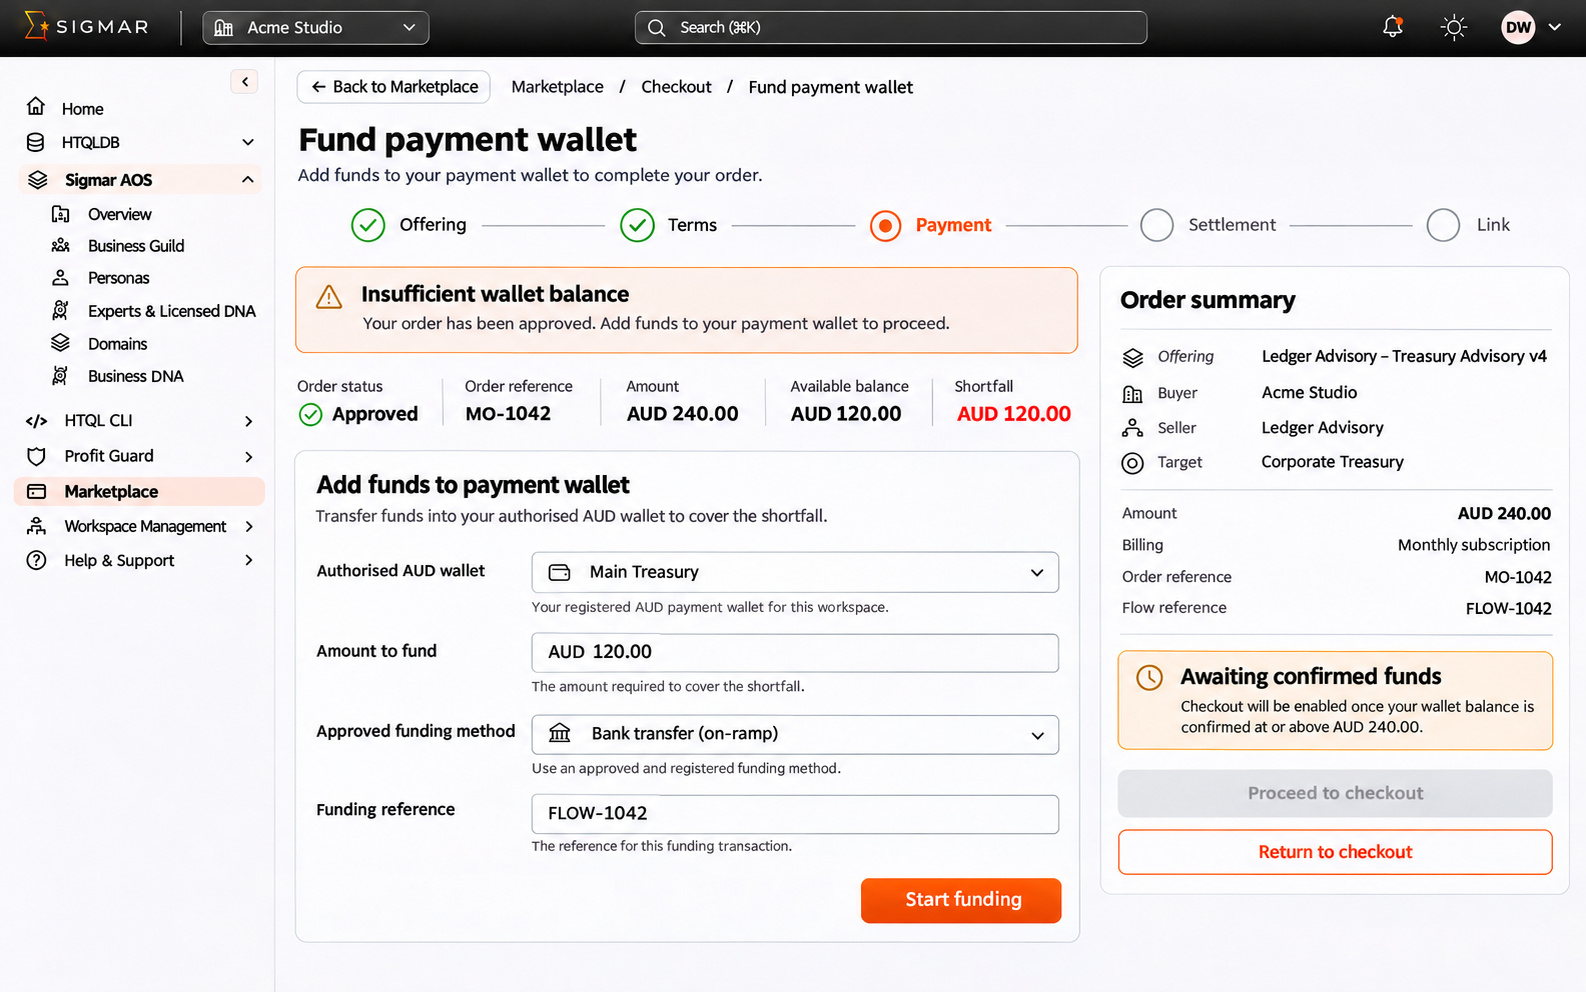 SIGMAR
Acme Studio
Search (⌘K)
DW
Home
HTQLDB
Sigmar AOS
Overview
Business Guild
Personas
Experts & Licensed DNA
Domains
Business DNA
HTQL CLI
Profit Guard
Marketplace
Workspace Management
Help & Support
← Back to Marketplace
Marketplace / Checkout / Fund payment wallet
Fund payment wallet
Add funds to your payment wallet to complete your order.
Offering
Terms
Payment
Settlement
Link
Insufficient wallet balance
Your order has been approved. Add funds to your payment wallet to proceed.
Order status
Approved
Order reference
MO-1042
Amount
AUD 240.00
Available balance
AUD 120.00
Shortfall
AUD 120.00
Add funds to payment wallet
Transfer funds into your authorised AUD wallet to cover the shortfall.
Authorised AUD wallet
Main Treasury
Your registered AUD payment wallet for this workspace.
Amount to fund
AUD 120.00
The amount required to cover the shortfall.
Approved funding method
Bank transfer (on-ramp)
Use an approved and registered funding method.
Funding reference
FLOW-1042
The reference for this funding transaction.
Start funding
Order summary
Offering Ledger Advisory – Treasury Advisory v4
Buyer Acme Studio
Seller Ledger Advisory
Target Corporate Treasury
Amount AUD 240.00
Billing Monthly subscription
Order reference MO-1042
Flow reference FLOW-1042
Awaiting confirmed funds
Checkout will be enabled once your wallet balance is
confirmed at or above AUD 240.00.
Proceed to checkout
Return to checkout